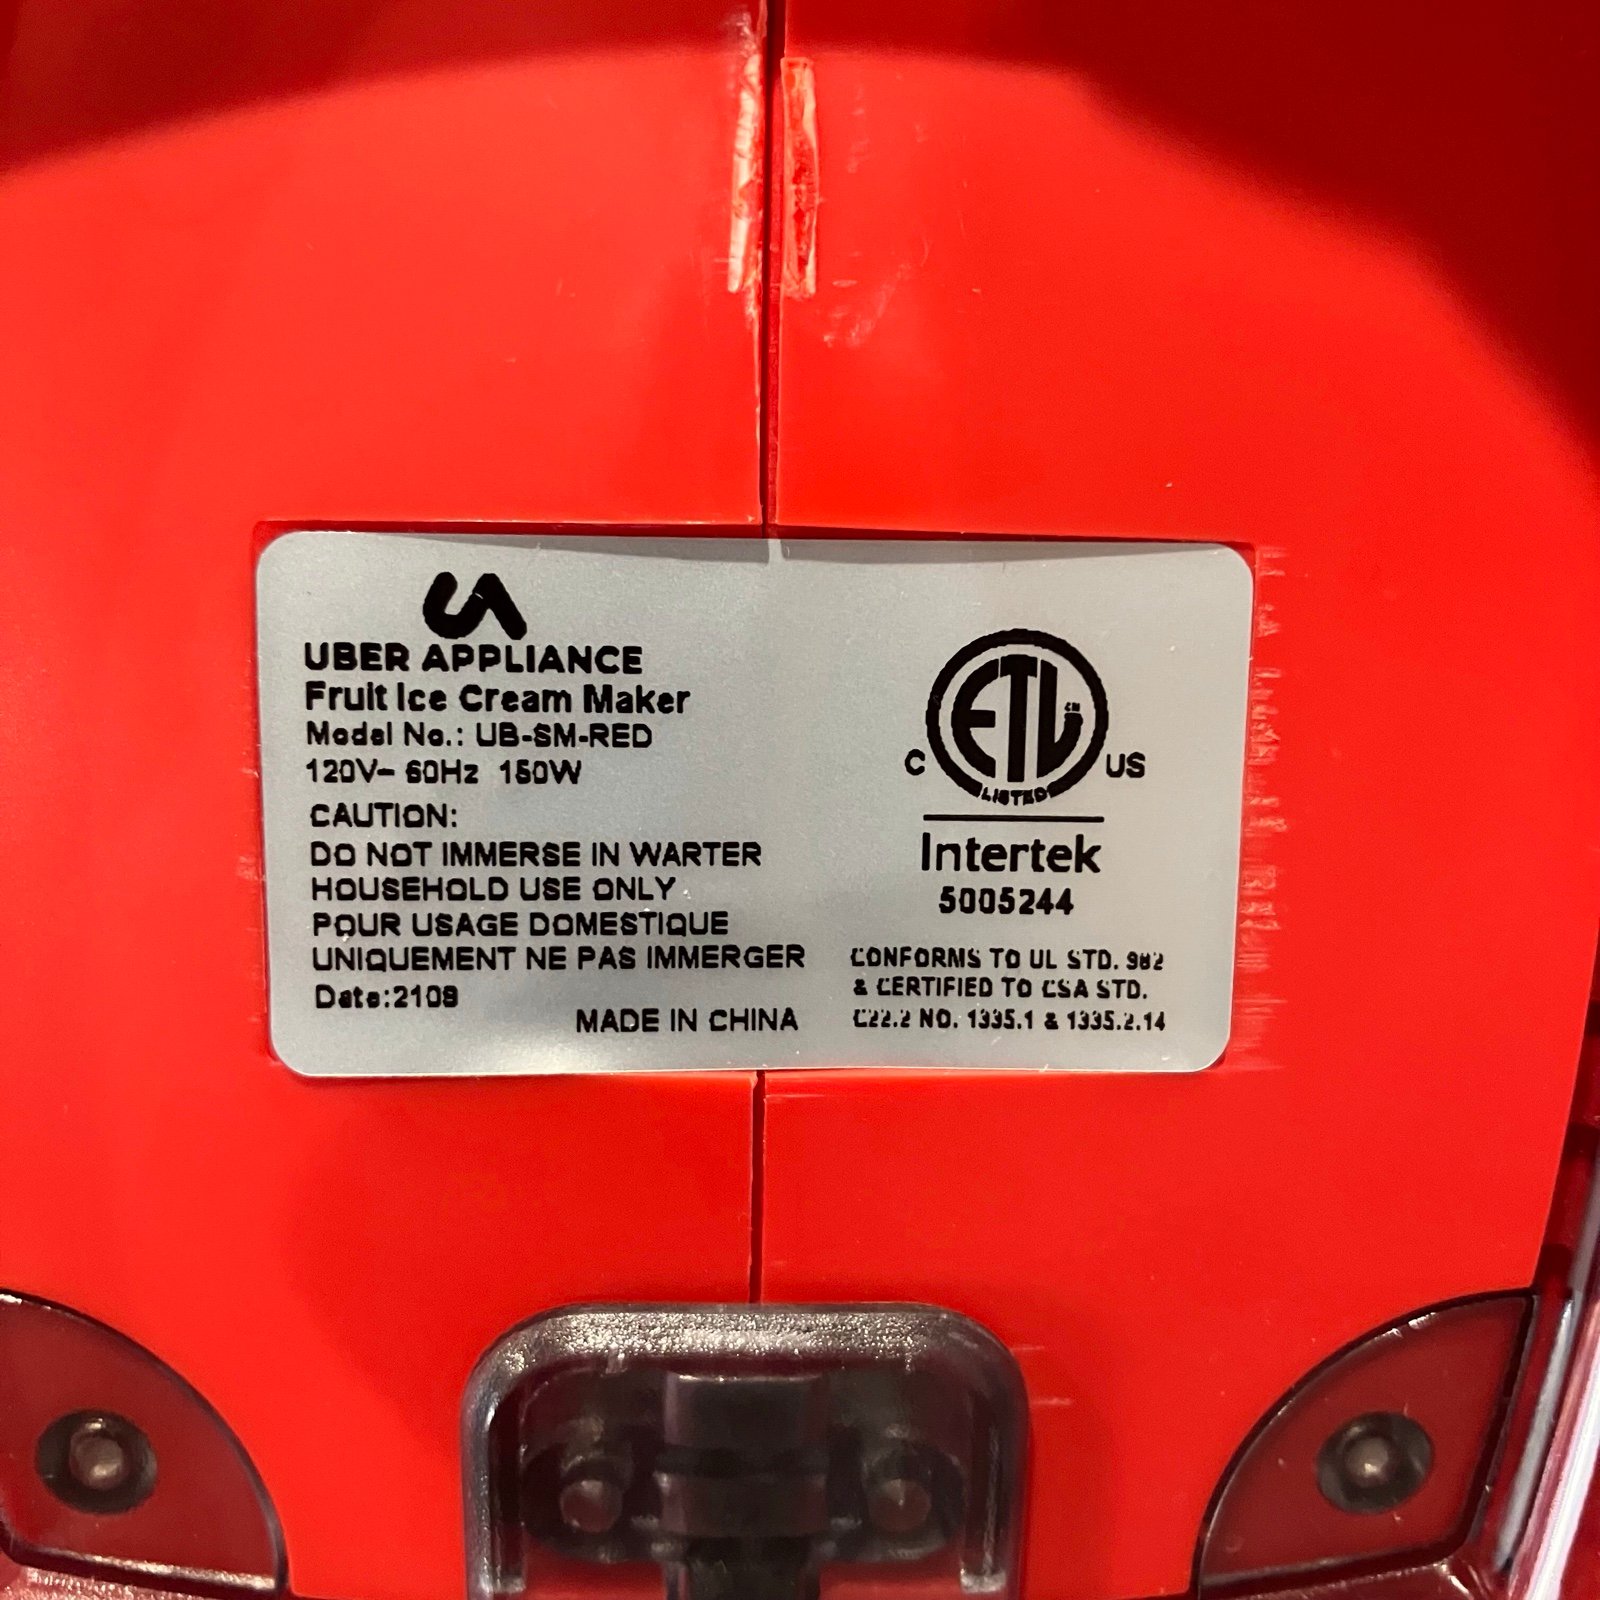 UBER APPLIANCE
Fruit Ice Cream Maker
Model No.: UB-SM-RED
120V~ 60Hz 150W
CAUTION:
DO NOT IMMERSE IN WARTER
HOUSEHOLD USE ONLY
POUR USAGE DOMESTIQUE
UNIQUEMENT NE PAS IMMERGER
Date:2108
MADE IN CHINA
ETL CM
LISTED
C US
Intertek
5005244
CONFORMS TO UL STD. 982
& CERTIFIED TO CSA STD.
C22.2 NO. 1335.1 & 1335.2.14